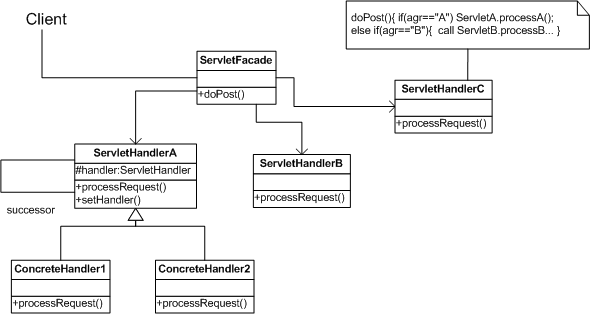 doPost(){ if(agr=="A") ServletA.processA();
else if(agr=="B"){  call ServletB.processB... }
Client
ServletFacade
+doPost()
ServletHandlerC
+processRequest()
ServletHandlerA
#handler:ServletHandler
+processRequest()
+setHandler()
successor
ServletHandlerB
+processRequest()
ConcreteHandler1
+processRequest()
ConcreteHandler2
+processRequest()